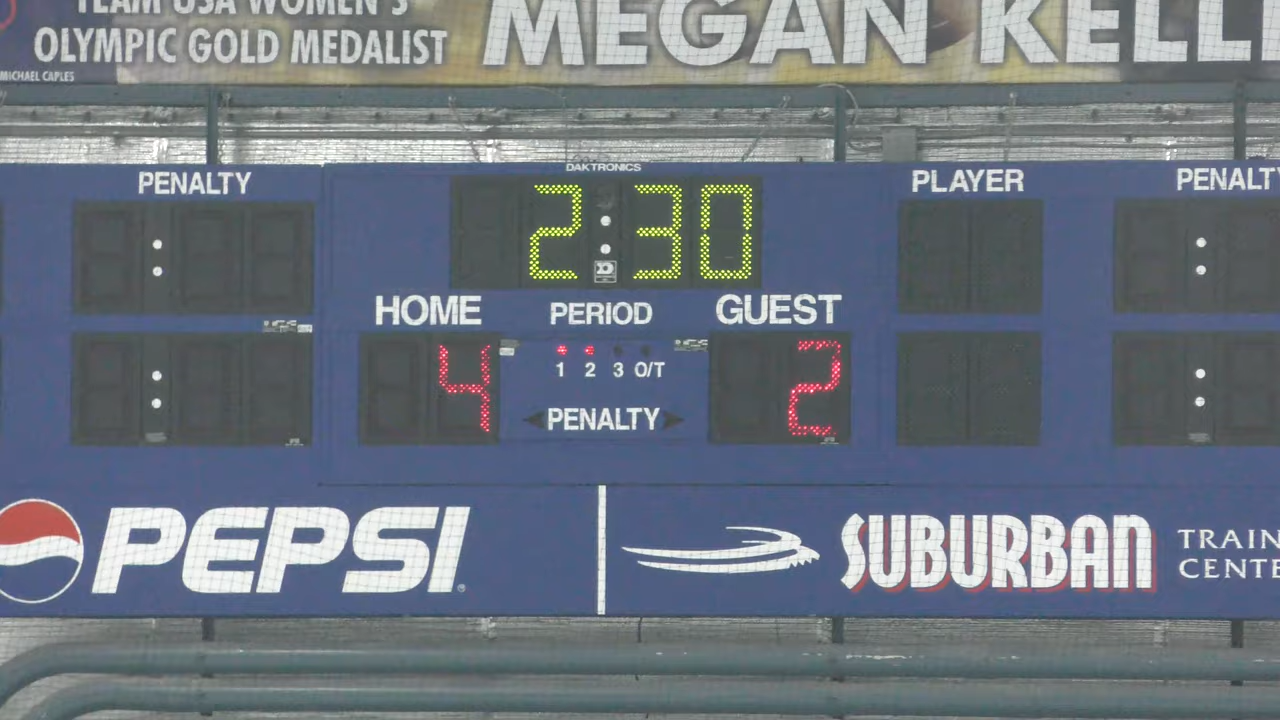 TEAM USA WOMEN'S
OLYMPIC GOLD MEDALIST
MICHAEL CAPLES
MEGAN KELL
DAKTRONICS
PENALTY
2:30
PLAYER
PENALTY
HOME
PERIOD
GUEST
4
1 2 3 O/T
2
PENALTY
PEPSI
SUBURBAN
TRAIN
CENTE